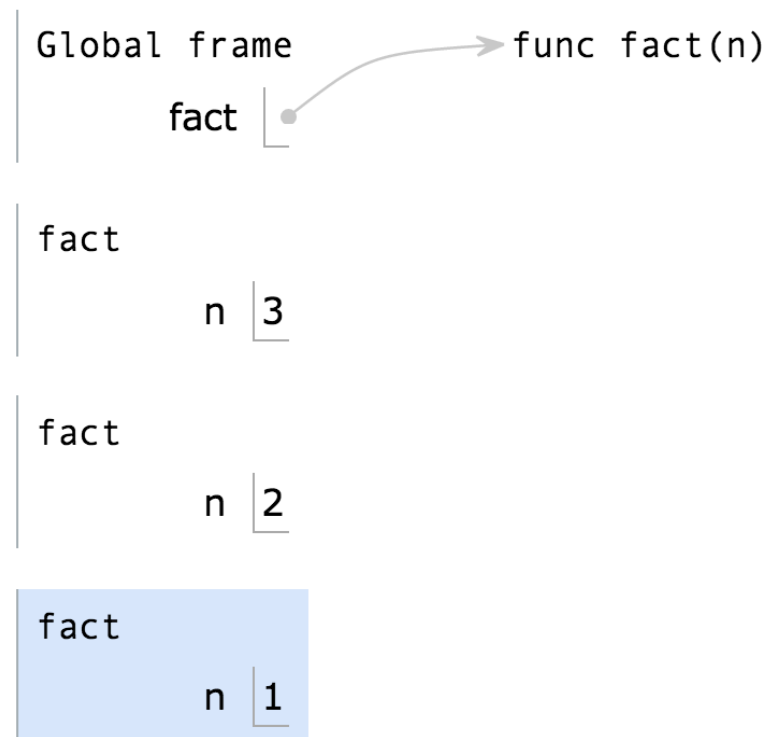 Global frame
func fact(n)
fact
fact
n 3
fact
n 2
fact
n 1